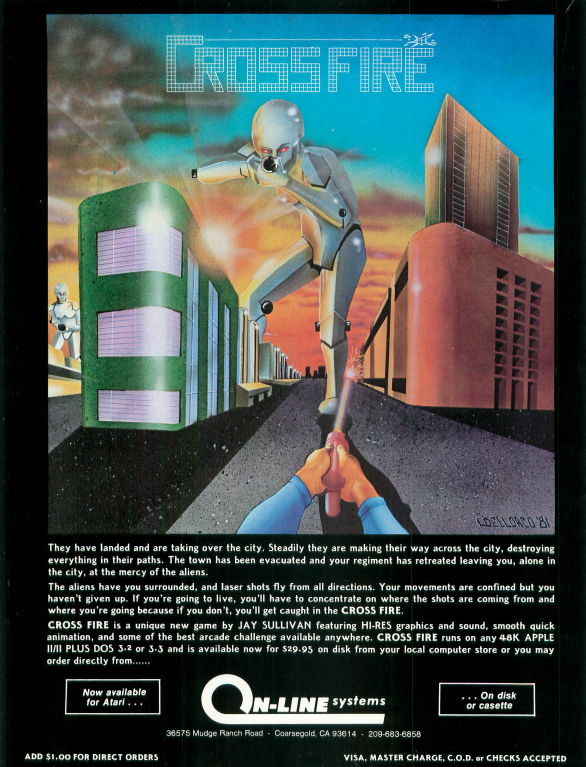 CROSSFIRE
LDELLORCO '81
They have landed and are taking over the city. Steadily they are making their way across the city, destroying
everything in their paths. The town has been evacuated and your regiment has retreated leaving you, alone in
the city, at the mercy of the aliens.
The aliens have you surrounded, and laser shots fly from all directions. Your movements are confined but you
haven't given up. If you're going to live, you'll have to concentrate on where the shots are coming from and
where you're going because if you don't, you'll get caught in the CROSS FIRE.
CROSS FIRE is a unique new game by JAY SULLIVAN featuring HI-RES graphics and sound, smooth quick
animation, and some of the best arcade challenge available anywhere. CROSS FIRE runs on any 48K APPLE
II/II PLUS DOS 3.2 or 3.3 and is available now for $29.95 on disk from your local computer store or you may
order directly from......
Now available
for Atari . . .
ON-LINE systems
. . . On disk
or casette
36575 Mudge Ranch Road - Coarsegold, CA 93614 - 209-683-6858
ADD $1.00 FOR DIRECT ORDERS
VISA, MASTER CHARGE, C.O.D. or CHECKS ACCEPTED